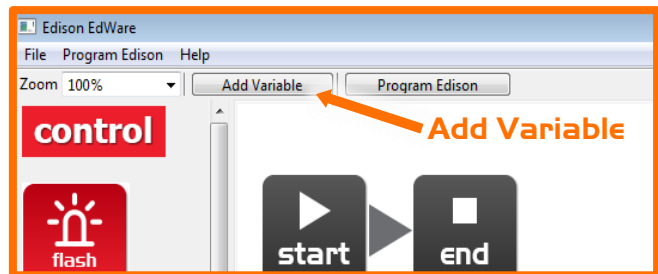 Edison EdWare
File Program Edison Help
Zoom 100% Add Variable Program Edison
control
Add Variable
flash
start end